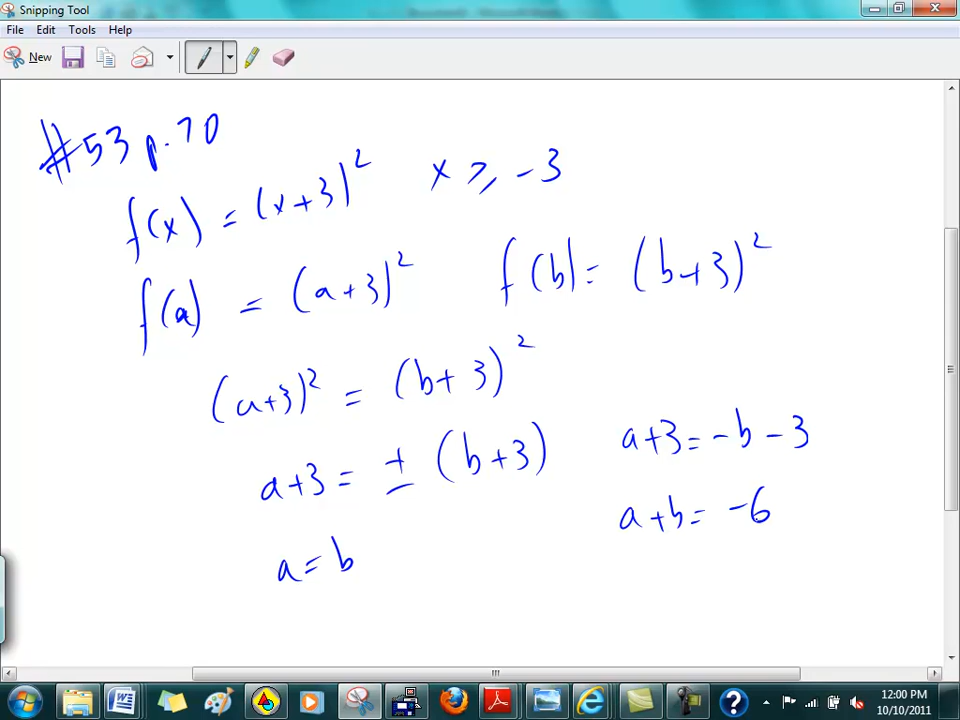 Snipping Tool
File Edit Tools Help
New
#53 p.70
f(x) = (x+3)² x ≥ -3
f(a) = (a+3)² f(b) = (b+3)²
(a+3)² = (b+3)²
a+3 = ± (b+3) a+3 = -b-3
a = b a+b = -6
12:00 PM
10/10/2011